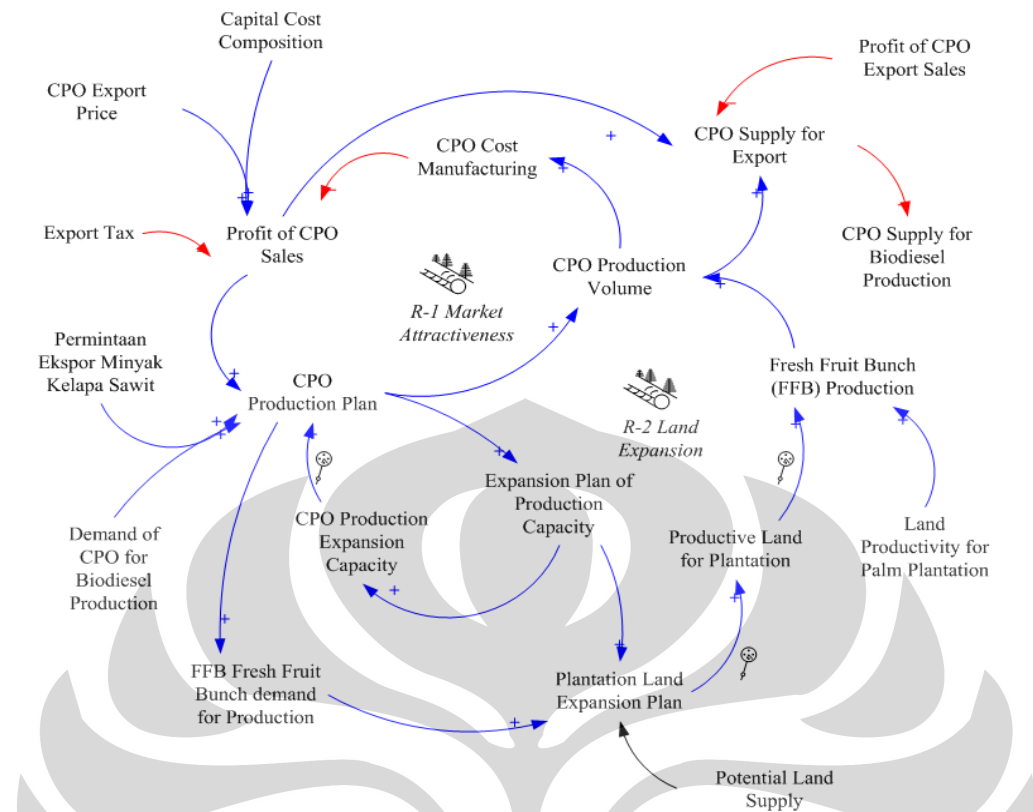 Capital Cost
Composition
CPO Export
Price
Profit of CPO
Export Sales
CPO Cost
Manufacturing
CPO Supply for
Export
Export Tax
Profit of CPO
Sales
CPO Supply for
Biodiesel
Production
CPO Production
Volume
R-1 Market
Attractiveness
Permintaan
Ekspor Minyak
Kelapa Sawit
CPO
Production Plan
Fresh Fruit Bunch
(FFB) Production
R-2 Land
Expansion
Expansion Plan of
Production
Capacity
CPO Production
Expansion
Capacity
Demand of
CPO for
Biodiesel
Production
Productive Land
for Plantation
Land
Productivity for
Palm Plantation
FFB Fresh Fruit
Bunch demand
for Production
Plantation Land
Expansion Plan
Potential Land
Supply